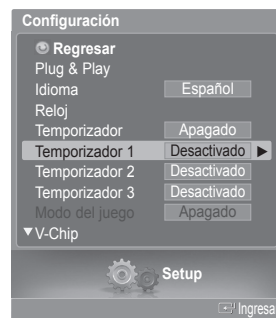 Configuración
Regresar
Plug & Play
Idioma Español
Reloj
Temporizador Apagado
Temporizador 1 Desactivado ►
Temporizador 2 Desactivado
Temporizador 3 Desactivado
Modo del juego Apagado
▼V-Chip
Setup
Ingresa